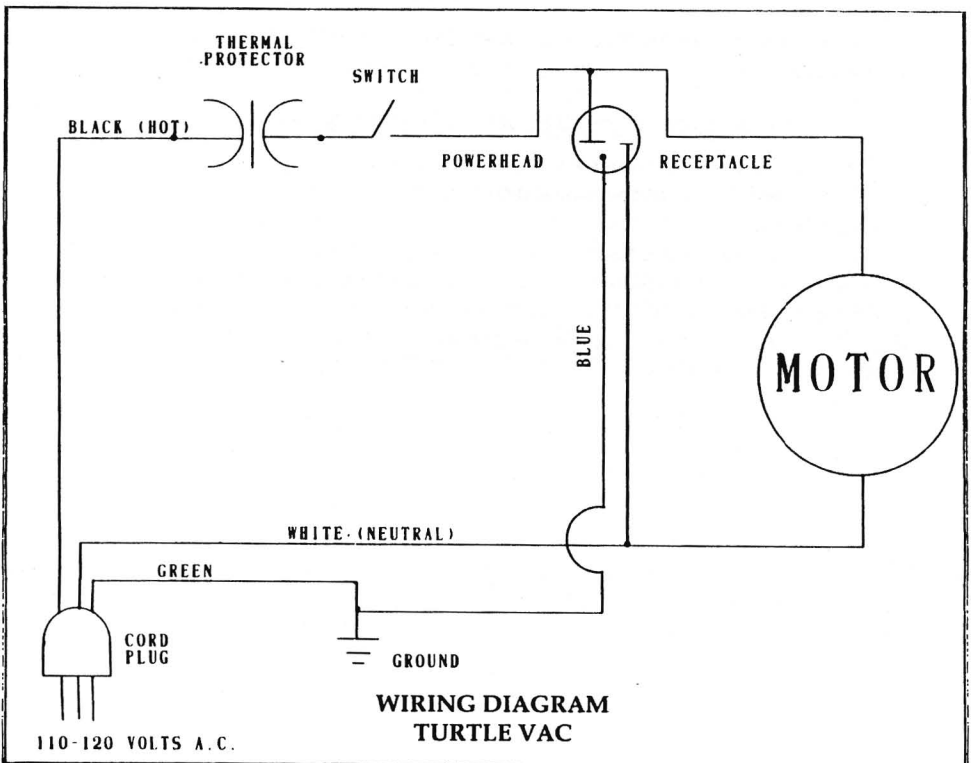 THERMAL
PROTECTOR
SWITCH
BLACK (HOT)
POWERHEAD
RECEPTACLE
BLUE
MOTOR
WHITE (NEUTRAL)
GREEN
CORD
PLUG
GROUND
WIRING DIAGRAM
TURTLE VAC
110-120 VOLTS A.C.